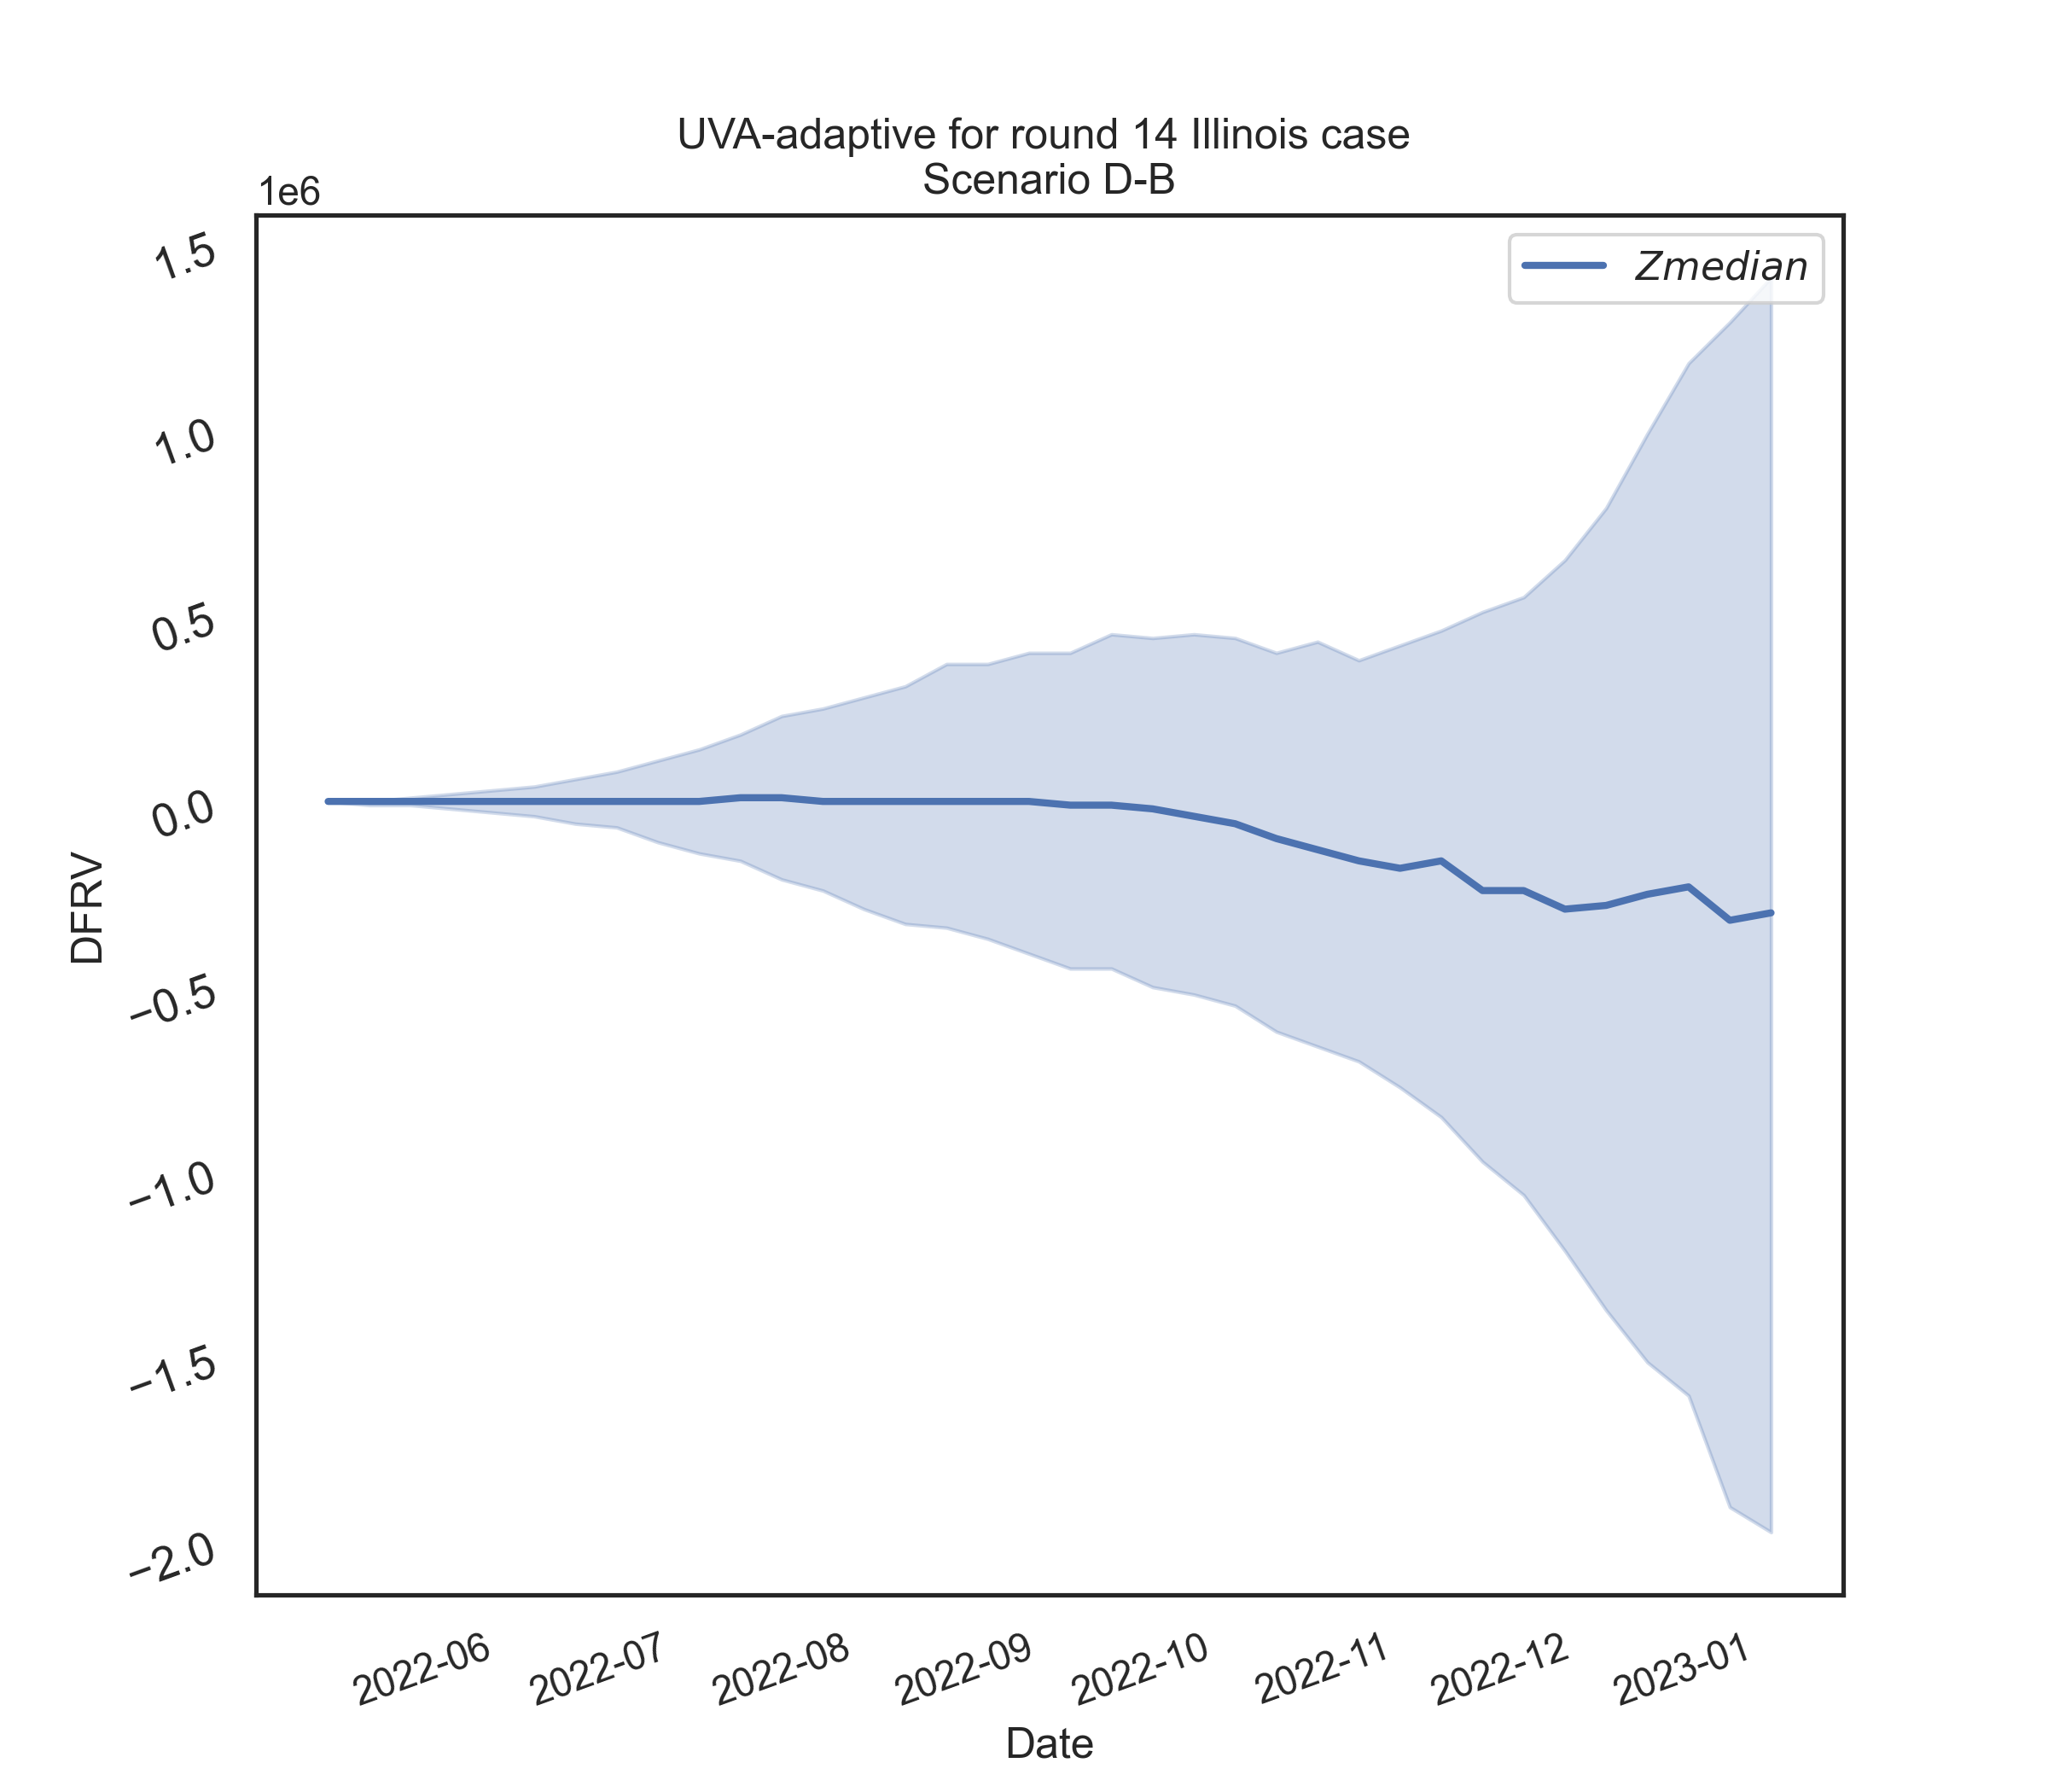 UVA-adaptive for round 14 Illinois case
Scenario D-B
1e6
Zmedian
1.5
1.0
0.5
0.0
−0.5
−1.0
−1.5
−2.0
DFRV
2022-06
2022-07
2022-08
2022-09
2022-10
2022-11
2022-12
2023-01
Date